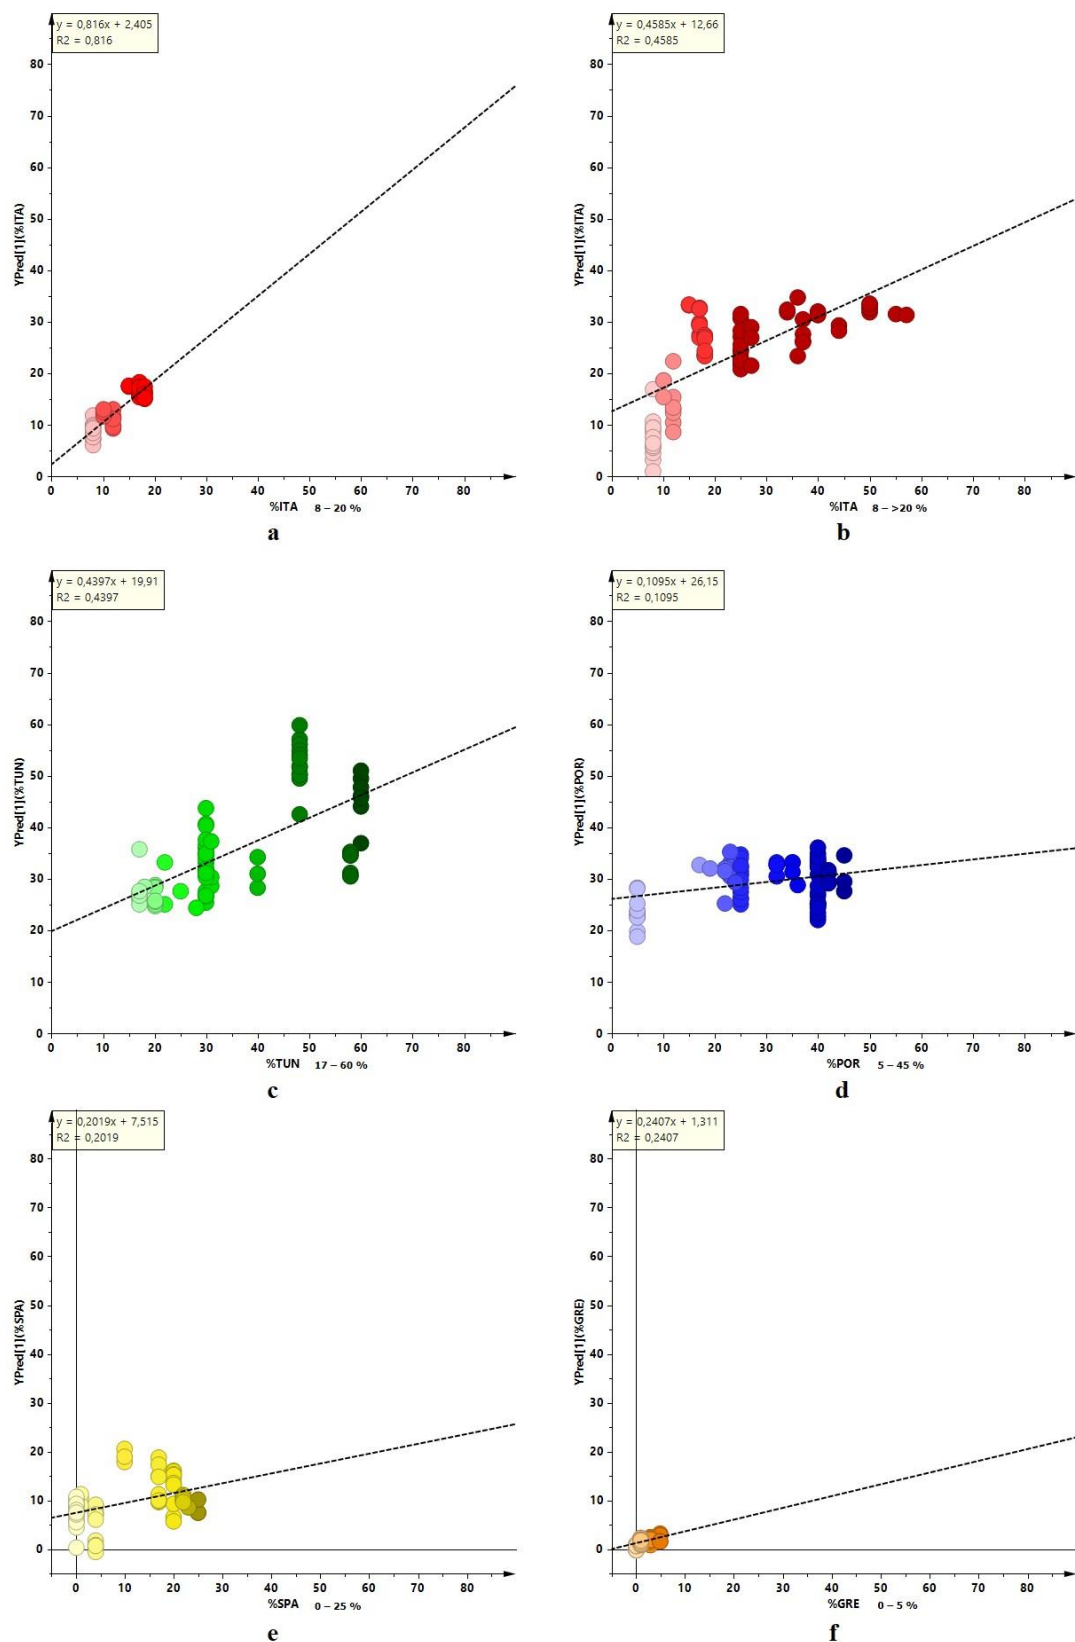 y = 0,816x + 2,405
R2 = 0,816
80
70
60
50
40
30
20
10
0
YPred[1](%ITA)
0 10 20 30 40 50 60 70 80
%ITA 8 – 20 %
a
y = 0,4585x + 12,66
R2 = 0,4585
80
70
60
50
40
30
20
10
0
YPred[1](%ITA)
0 10 20 30 40 50 60 70 80
%ITA 8 – >20 %
b
y = 0,4397x + 19,91
R2 = 0,4397
80
70
60
50
40
30
20
10
0
YPred[1](%TUN)
0 10 20 30 40 50 60 70 80
%TUN 17 – 60 %
c
y = 0,1095x + 26,15
R2 = 0,1095
80
70
60
50
40
30
20
10
0
YPred[1](%POR)
0 10 20 30 40 50 60 70 80
%POR 5 – 45 %
d
y = 0,2019x + 7,515
R2 = 0,2019
80
70
60
50
40
30
20
10
0
YPred[1](%SPA)
0 10 20 30 40 50 60 70 80
%SPA 0 – 25 %
e
y = 0,2407x + 1,311
R2 = 0,2407
80
70
60
50
40
30
20
10
0
YPred[1](%GRE)
0 10 20 30 40 50 60 70 80
%GRE 0 – 5 %
f